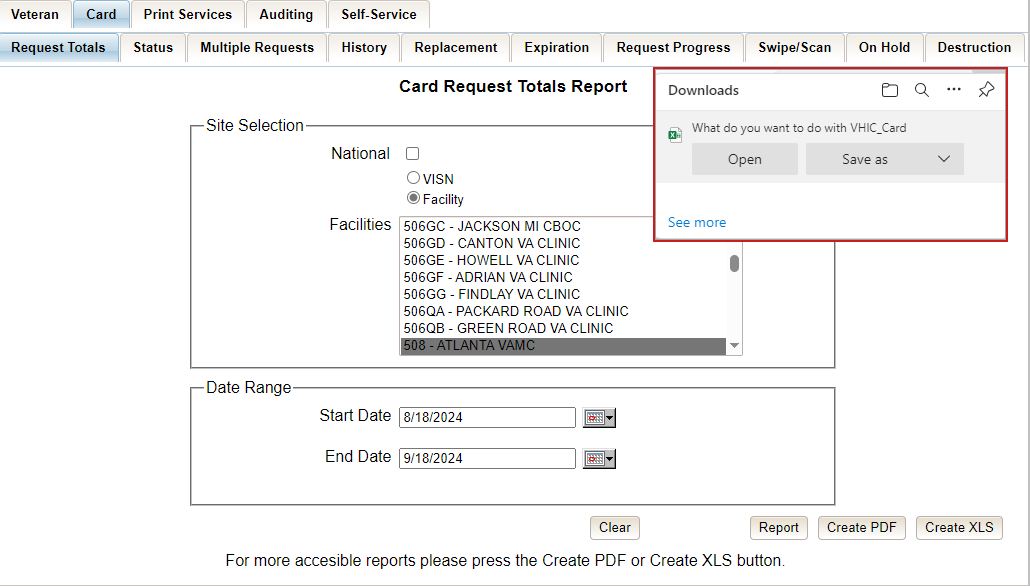 Veteran Card Print Services Auditing Self-Service
Request Totals Status Multiple Requests History Replacement Expiration Request Progress Swipe/Scan On Hold Destruction
Card Request Totals Report
Downloads
What do you want to do with VHIC_Card
Open Save as
See more
Site Selection
National
VISN
Facility
Facilities
506GC - JACKSON MI CBOC
506GD - CANTON VA CLINIC
506GE - HOWELL VA CLINIC
506GF - ADRIAN VA CLINIC
506GG - FINDLAY VA CLINIC
506QA - PACKARD ROAD VA CLINIC
506QB - GREEN ROAD VA CLINIC
508 - ATLANTA VAMC
Date Range
Start Date 8/18/2024
End Date 9/18/2024
Clear Report Create PDF Create XLS
For more accesible reports please press the Create PDF or Create XLS button.